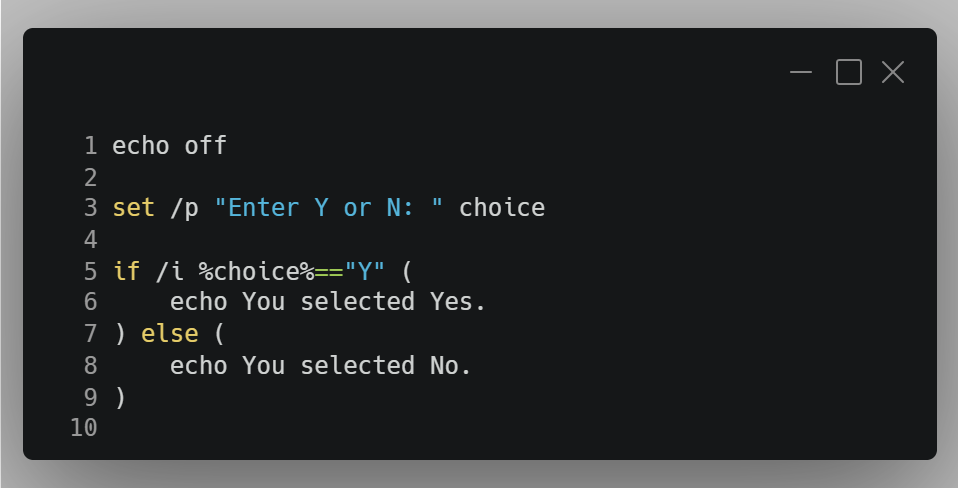 1 echo off
2
3 set /p "Enter Y or N: " choice
4
5 if /i %choice%=="Y" (
6     echo You selected Yes.
7 ) else (
8     echo You selected No.
9 )
10